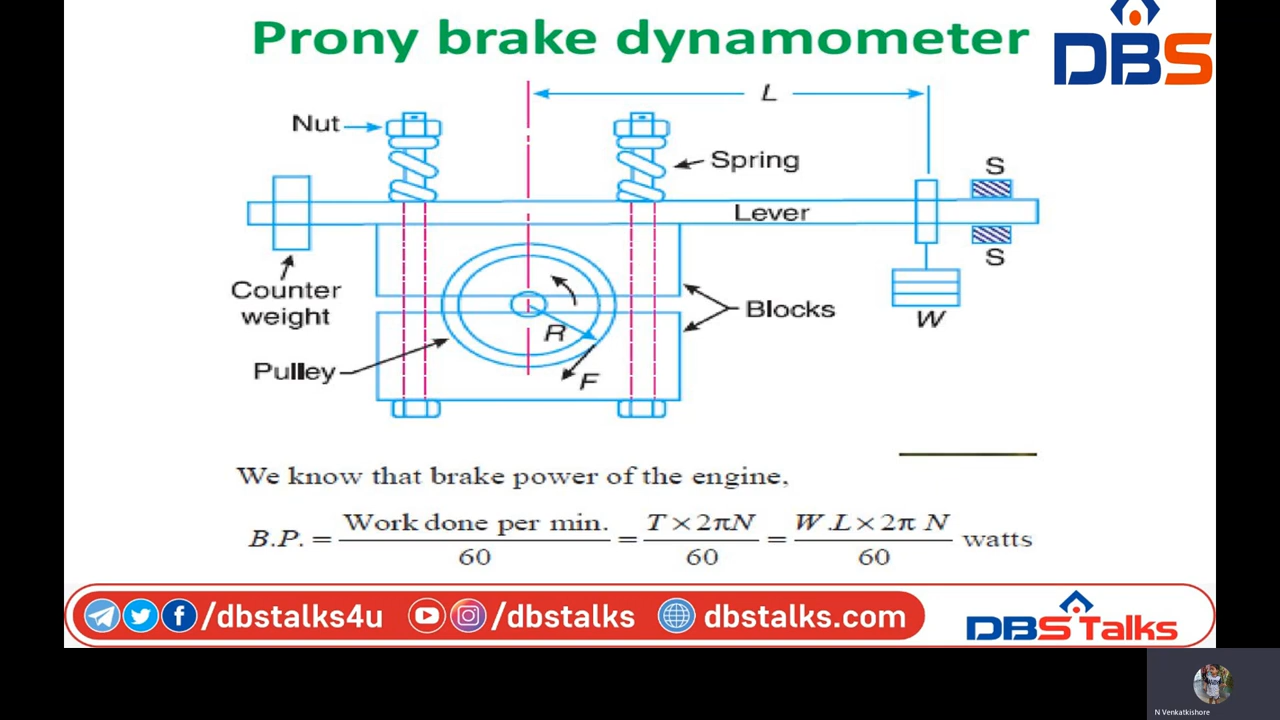 Prony brake dynamometer
DBS
L
Nut
Spring
S
Lever
S
Counter
weight
Blocks
W
R
Pulley
F
We know that brake power of the engine,
B.P. = Work done per min. / 60 = T × 2πN / 60 = W.L × 2π N / 60 watts
/dbstalks4u /dbstalks dbstalks.com
DBS Talks
N Venkatkishore